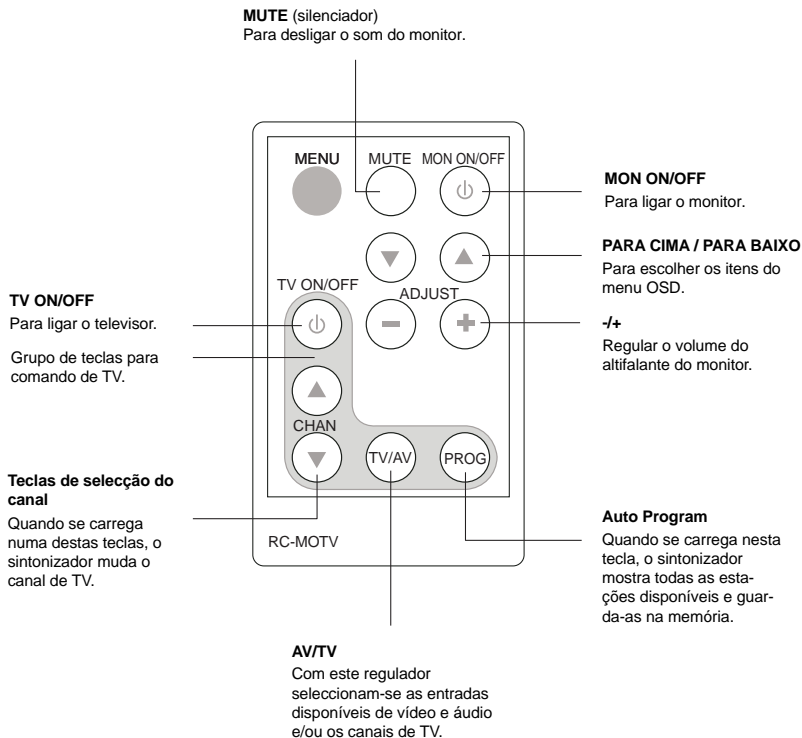 MUTE (silenciador)
Para desligar o som do monitor.
MENU
MUTE
MON ON/OFF
MON ON/OFF
Para ligar o monitor.
PARA CIMA / PARA BAIXO
Para escolher os itens do
menu OSD.
TV ON/OFF
ADJUST
-/+
Regular o volume do
altifalante do monitor.
TV ON/OFF
Para ligar o televisor.
Grupo de teclas para
comando de TV.
CHAN
TV/AV
PROG
Teclas de selecção do
canal
Quando se carrega
numa destas teclas, o
sintonizador muda o
canal de TV.
RC-MOTV
Auto Program
Quando se carrega nesta
tecla, o sintonizador
mostra todas as esta-
ções disponíveis e guar-
da-as na memória.
AV/TV
Com este regulador
seleccionam-se as entradas
disponíveis de vídeo e áudio
e/ou os canais de TV.